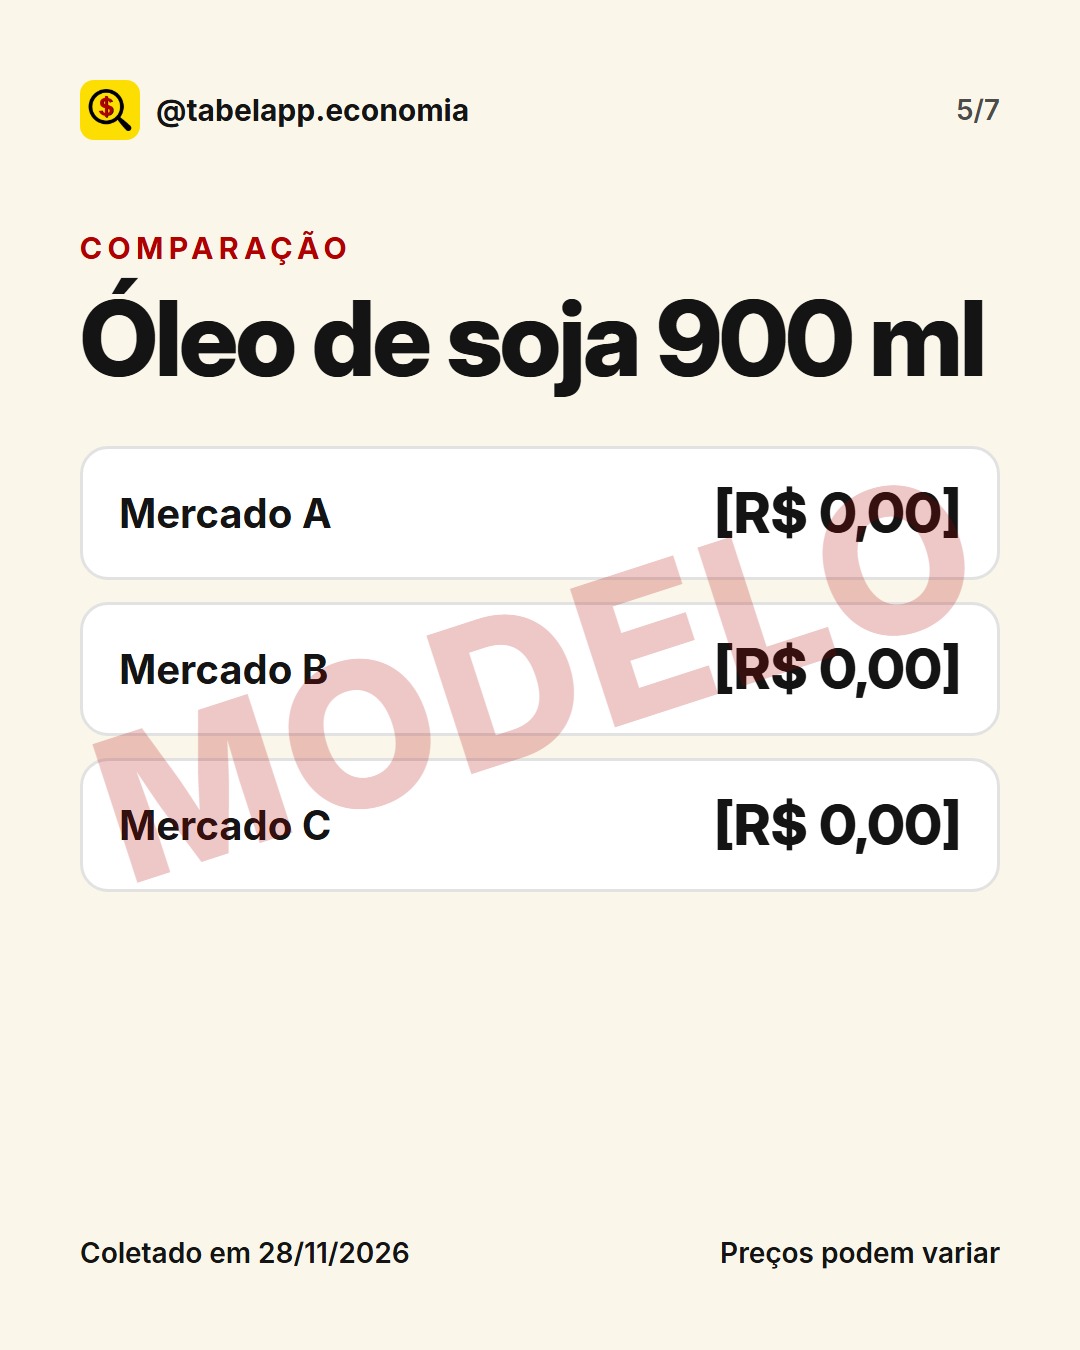 $
@tabelapp.economia
5/7
COMPARAÇÃO
Óleo de soja 900 ml
Mercado A [R$ 0,00]
Mercado B [R$ 0,00]
Mercado C [R$ 0,00]
MODELO
Coletado em 28/11/2026
Preços podem variar